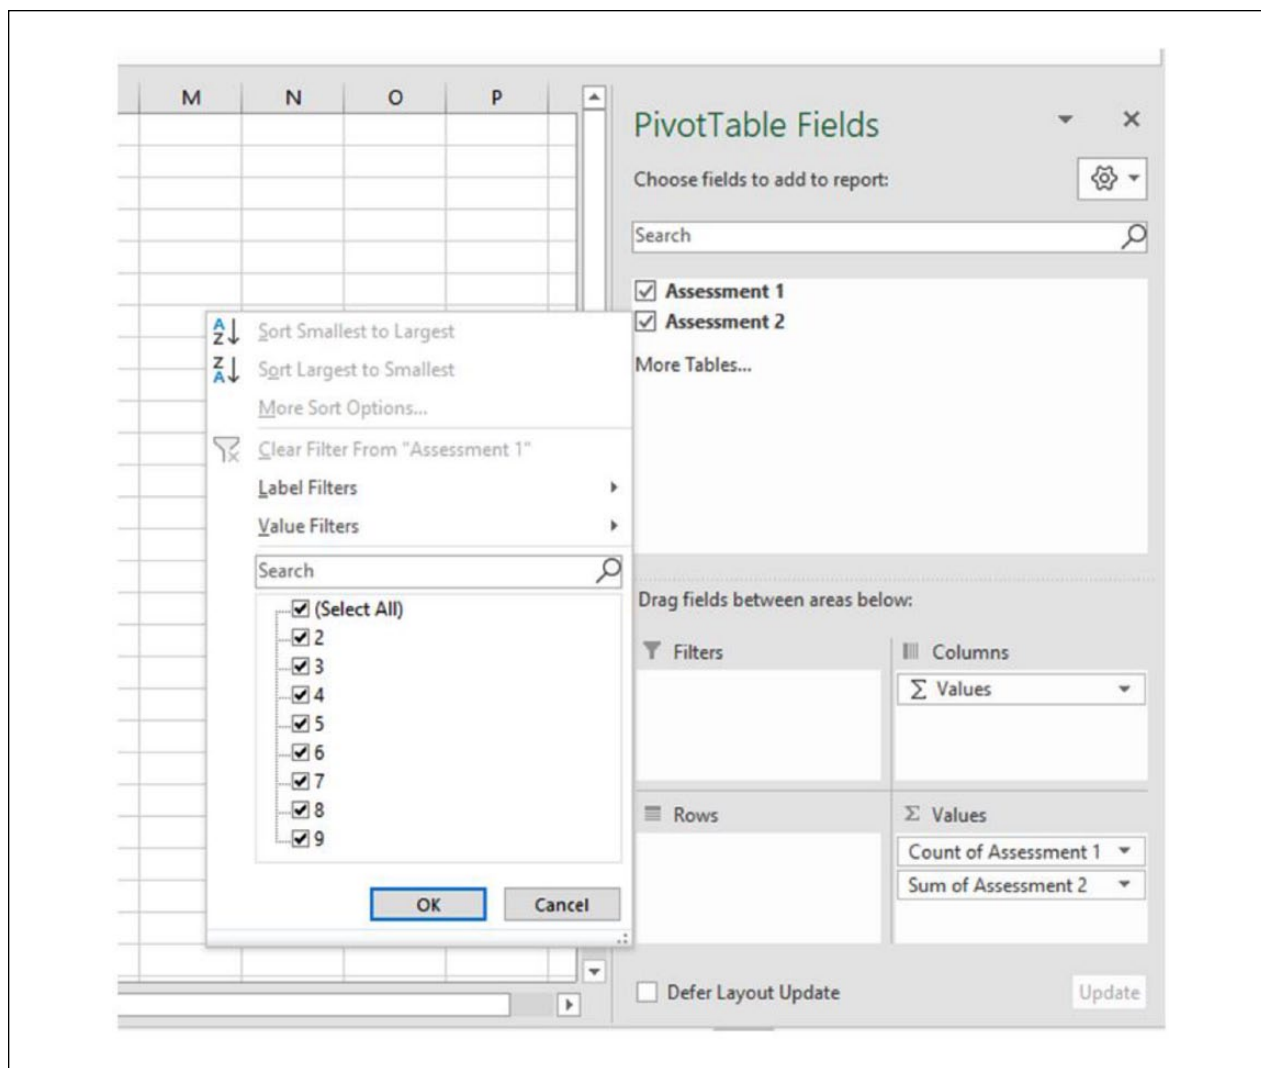 M N O P
PivotTable Fields
Choose fields to add to report:
Search
Assessment 1
Assessment 2
More Tables...
Sort Smallest to Largest
Sort Largest to Smallest
More Sort Options...
Clear Filter From "Assessment 1"
Label Filters
Value Filters
Search
(Select All)
2
3
4
5
6
7
8
9
OK Cancel
Drag fields between areas below:
Filters
Columns
Σ Values
Rows
Σ Values
Count of Assessment 1
Sum of Assessment 2
Defer Layout Update
Update